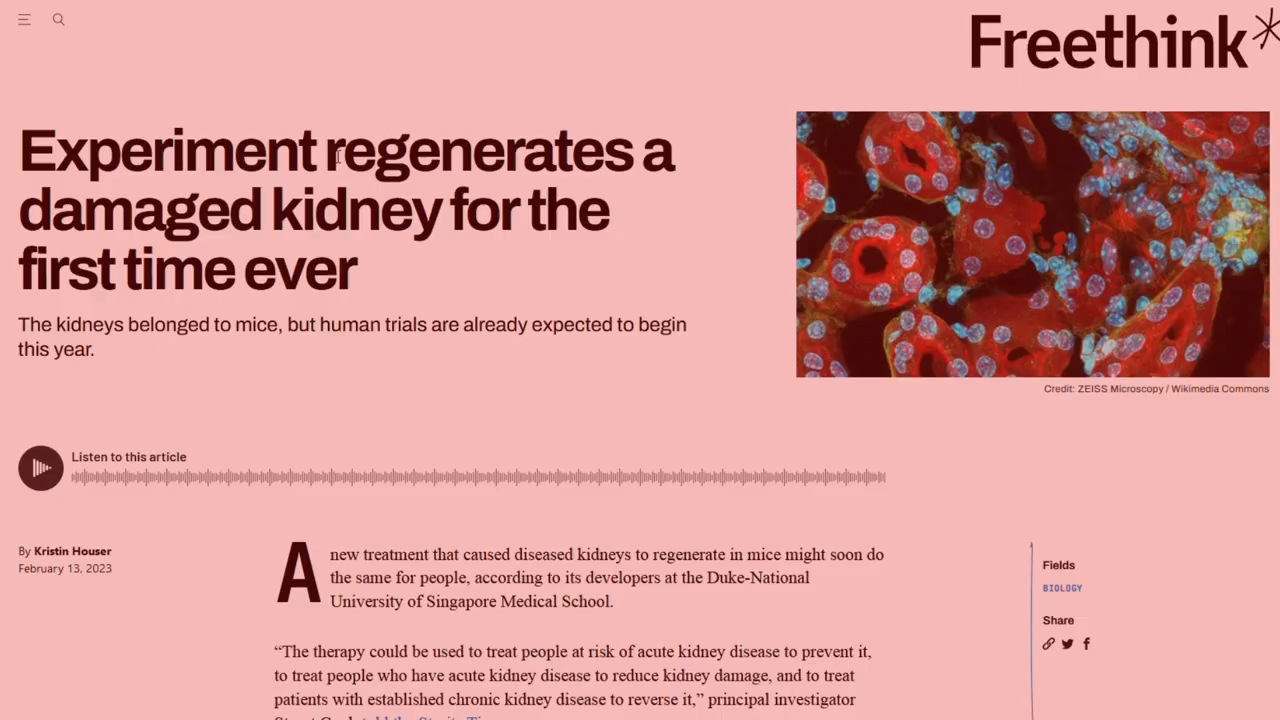 Freethink*
Experiment regenerates a
damaged kidney for the
first time ever
The kidneys belonged to mice, but human trials are already expected to begin
this year.
Credit: ZEISS Microscopy / Wikimedia Commons
Listen to this article
By Kristin Houser
February 13, 2023
A new treatment that caused diseased kidneys to regenerate in mice might soon do
the same for people, according to its developers at the Duke-National
University of Singapore Medical School.
“The therapy could be used to treat people at risk of acute kidney disease to prevent it,
to treat people who have acute kidney disease to reduce kidney damage, and to treat
patients with established chronic kidney disease to reverse it,” principal investigator
Fields
BIOLOGY
Share